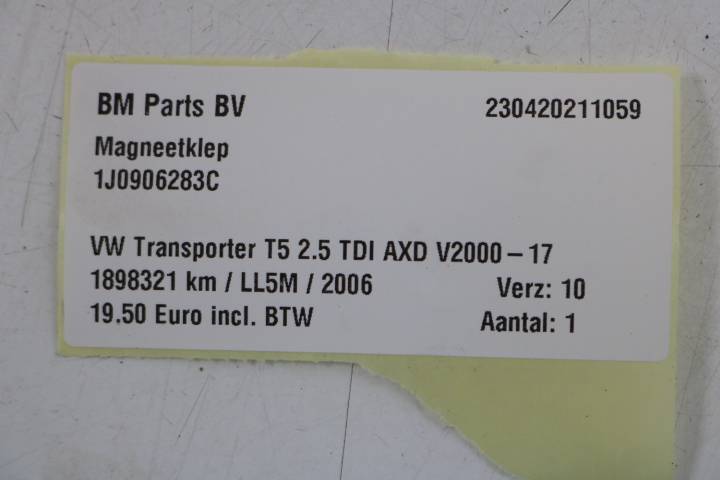 BM Parts BV 230420211059
Magneetklep
1J0906283C
VW Transporter T5 2.5 TDI AXD V2000 – 17
1898321 km / LL5M / 2006 Verz: 10
19.50 Euro incl. BTW Aantal: 1